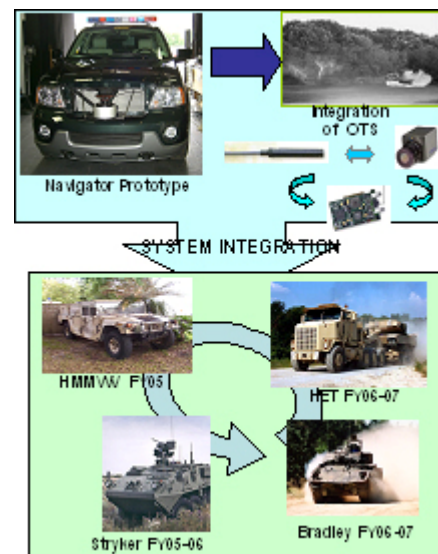 Integration
of OTS
Navigator Prototype
SYSTEM INTEGRATION
HMMWV FY05
HET FY06-07
Stryker FY05-06
Bradley FY06-07